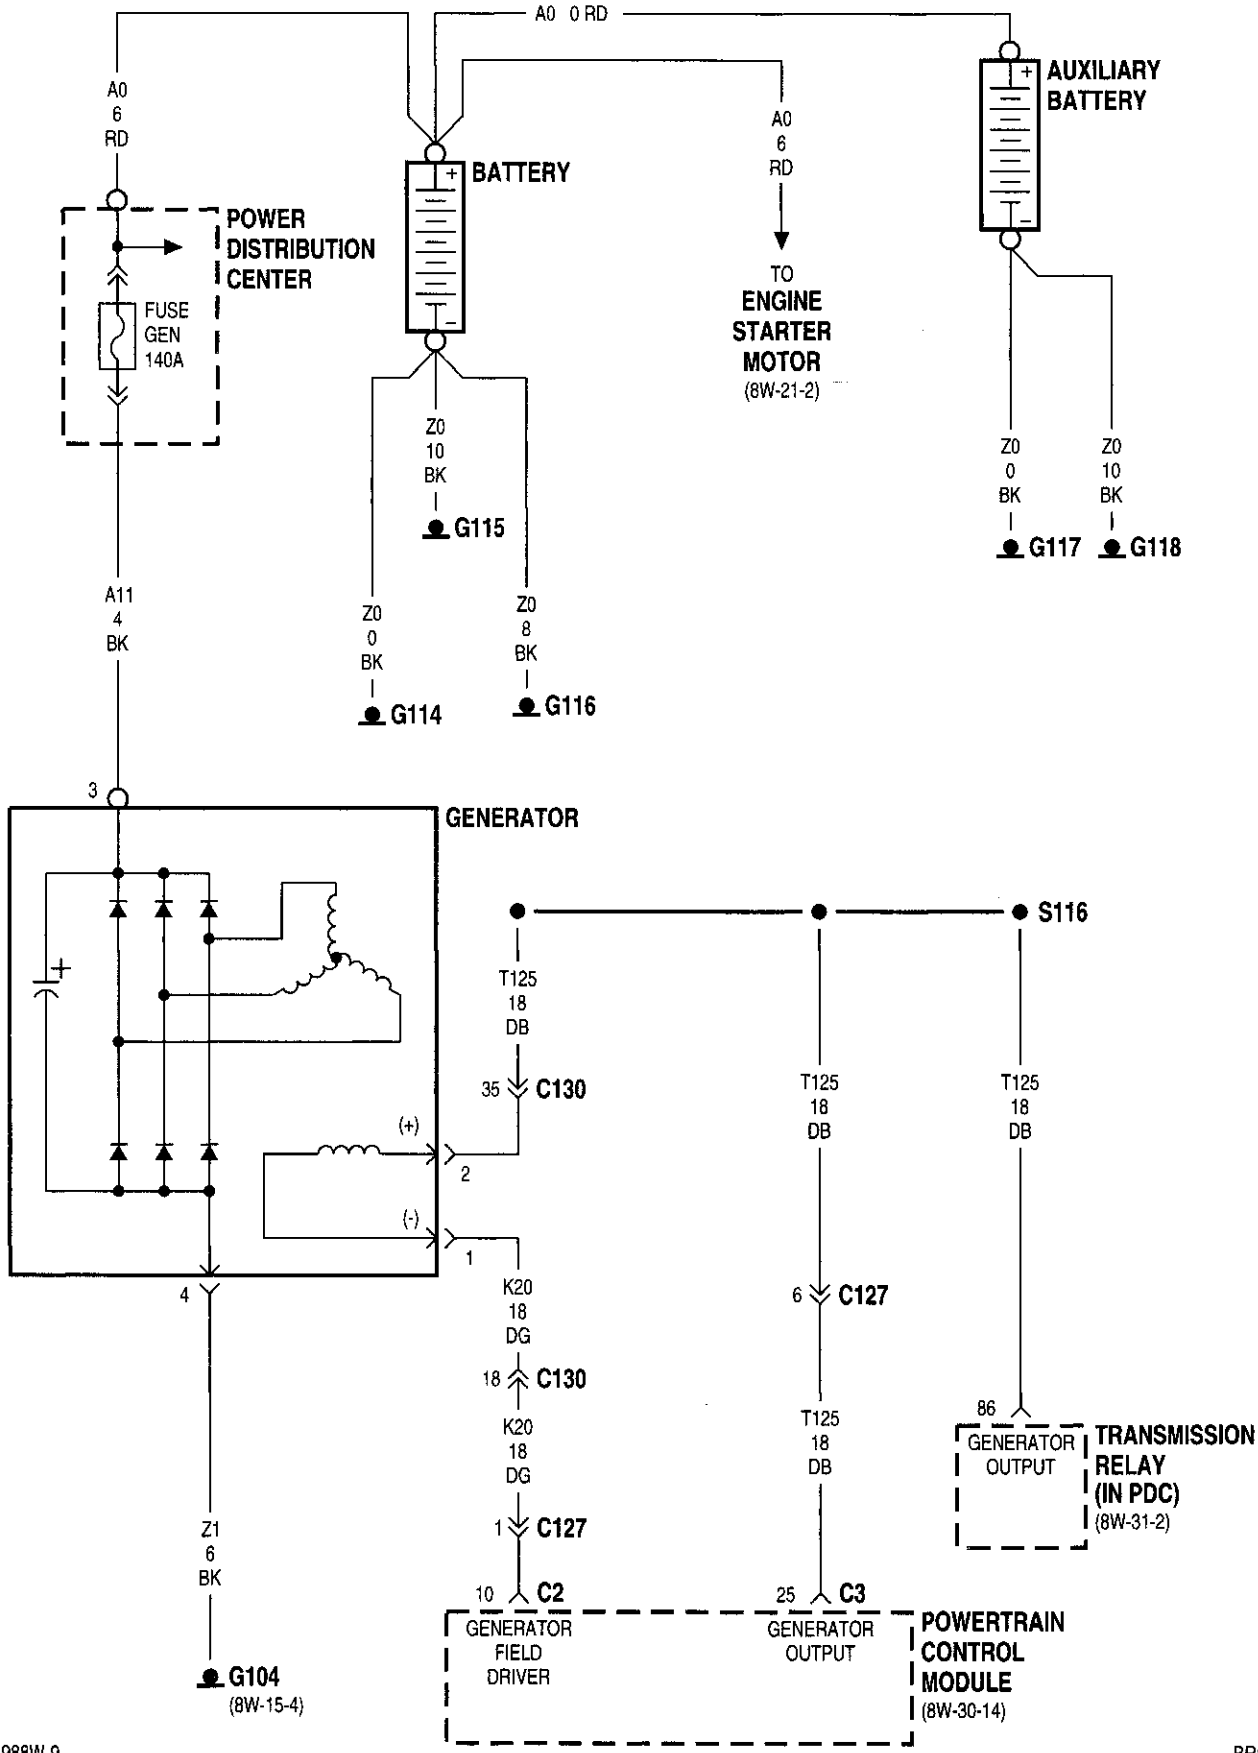 A0 0 RD
A0
6
RD
BATTERY
+
-
A0
6
RD
AUXILIARY
BATTERY
+
-
POWER
DISTRIBUTION
CENTER
FUSE
GEN
140A
TO
ENGINE
STARTER
MOTOR
(8W-21-2)
Z0
10
BK
G115
Z0
0
BK
G117
Z0
10
BK
G118
A11
4
BK
Z0
0
BK
G114
Z0
8
BK
G116
3
GENERATOR
+
S116
T125
18
DB
35
C130
(+)
2
(-)
1
T125
18
DB
T125
18
DB
4
K20
18
DG
6
C127
18
C130
K20
18
DG
T125
18
DB
86
GENERATOR
OUTPUT
TRANSMISSION
RELAY
(IN PDC)
(8W-31-2)
Z1
6
BK
1
C127
10
C2
25
C3
GENERATOR
FIELD
DRIVER
GENERATOR
OUTPUT
POWERTRAIN
CONTROL
MODULE
(8W-30-14)
G104
(8W-15-4)